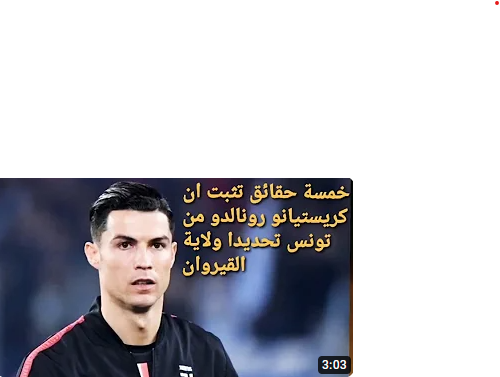 خمسة حقائق تثبت ان
كريستيانو رونالدو من
تونس تحديدا ولاية
القيروان
3:03